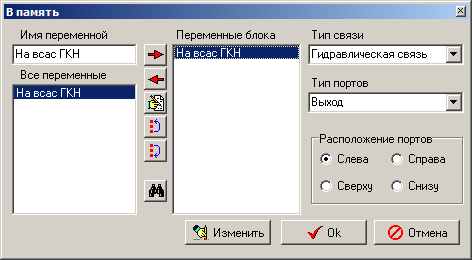 В память
Имя переменной
На всас ГКН
Все переменные
На всас ГКН
Переменные блока
На всас ГКН
Тип связи
Гидравлическая связь
Тип портов
Выход
Расположение портов
Слева Справа
Сверху Снизу
Изменить Ok Отмена